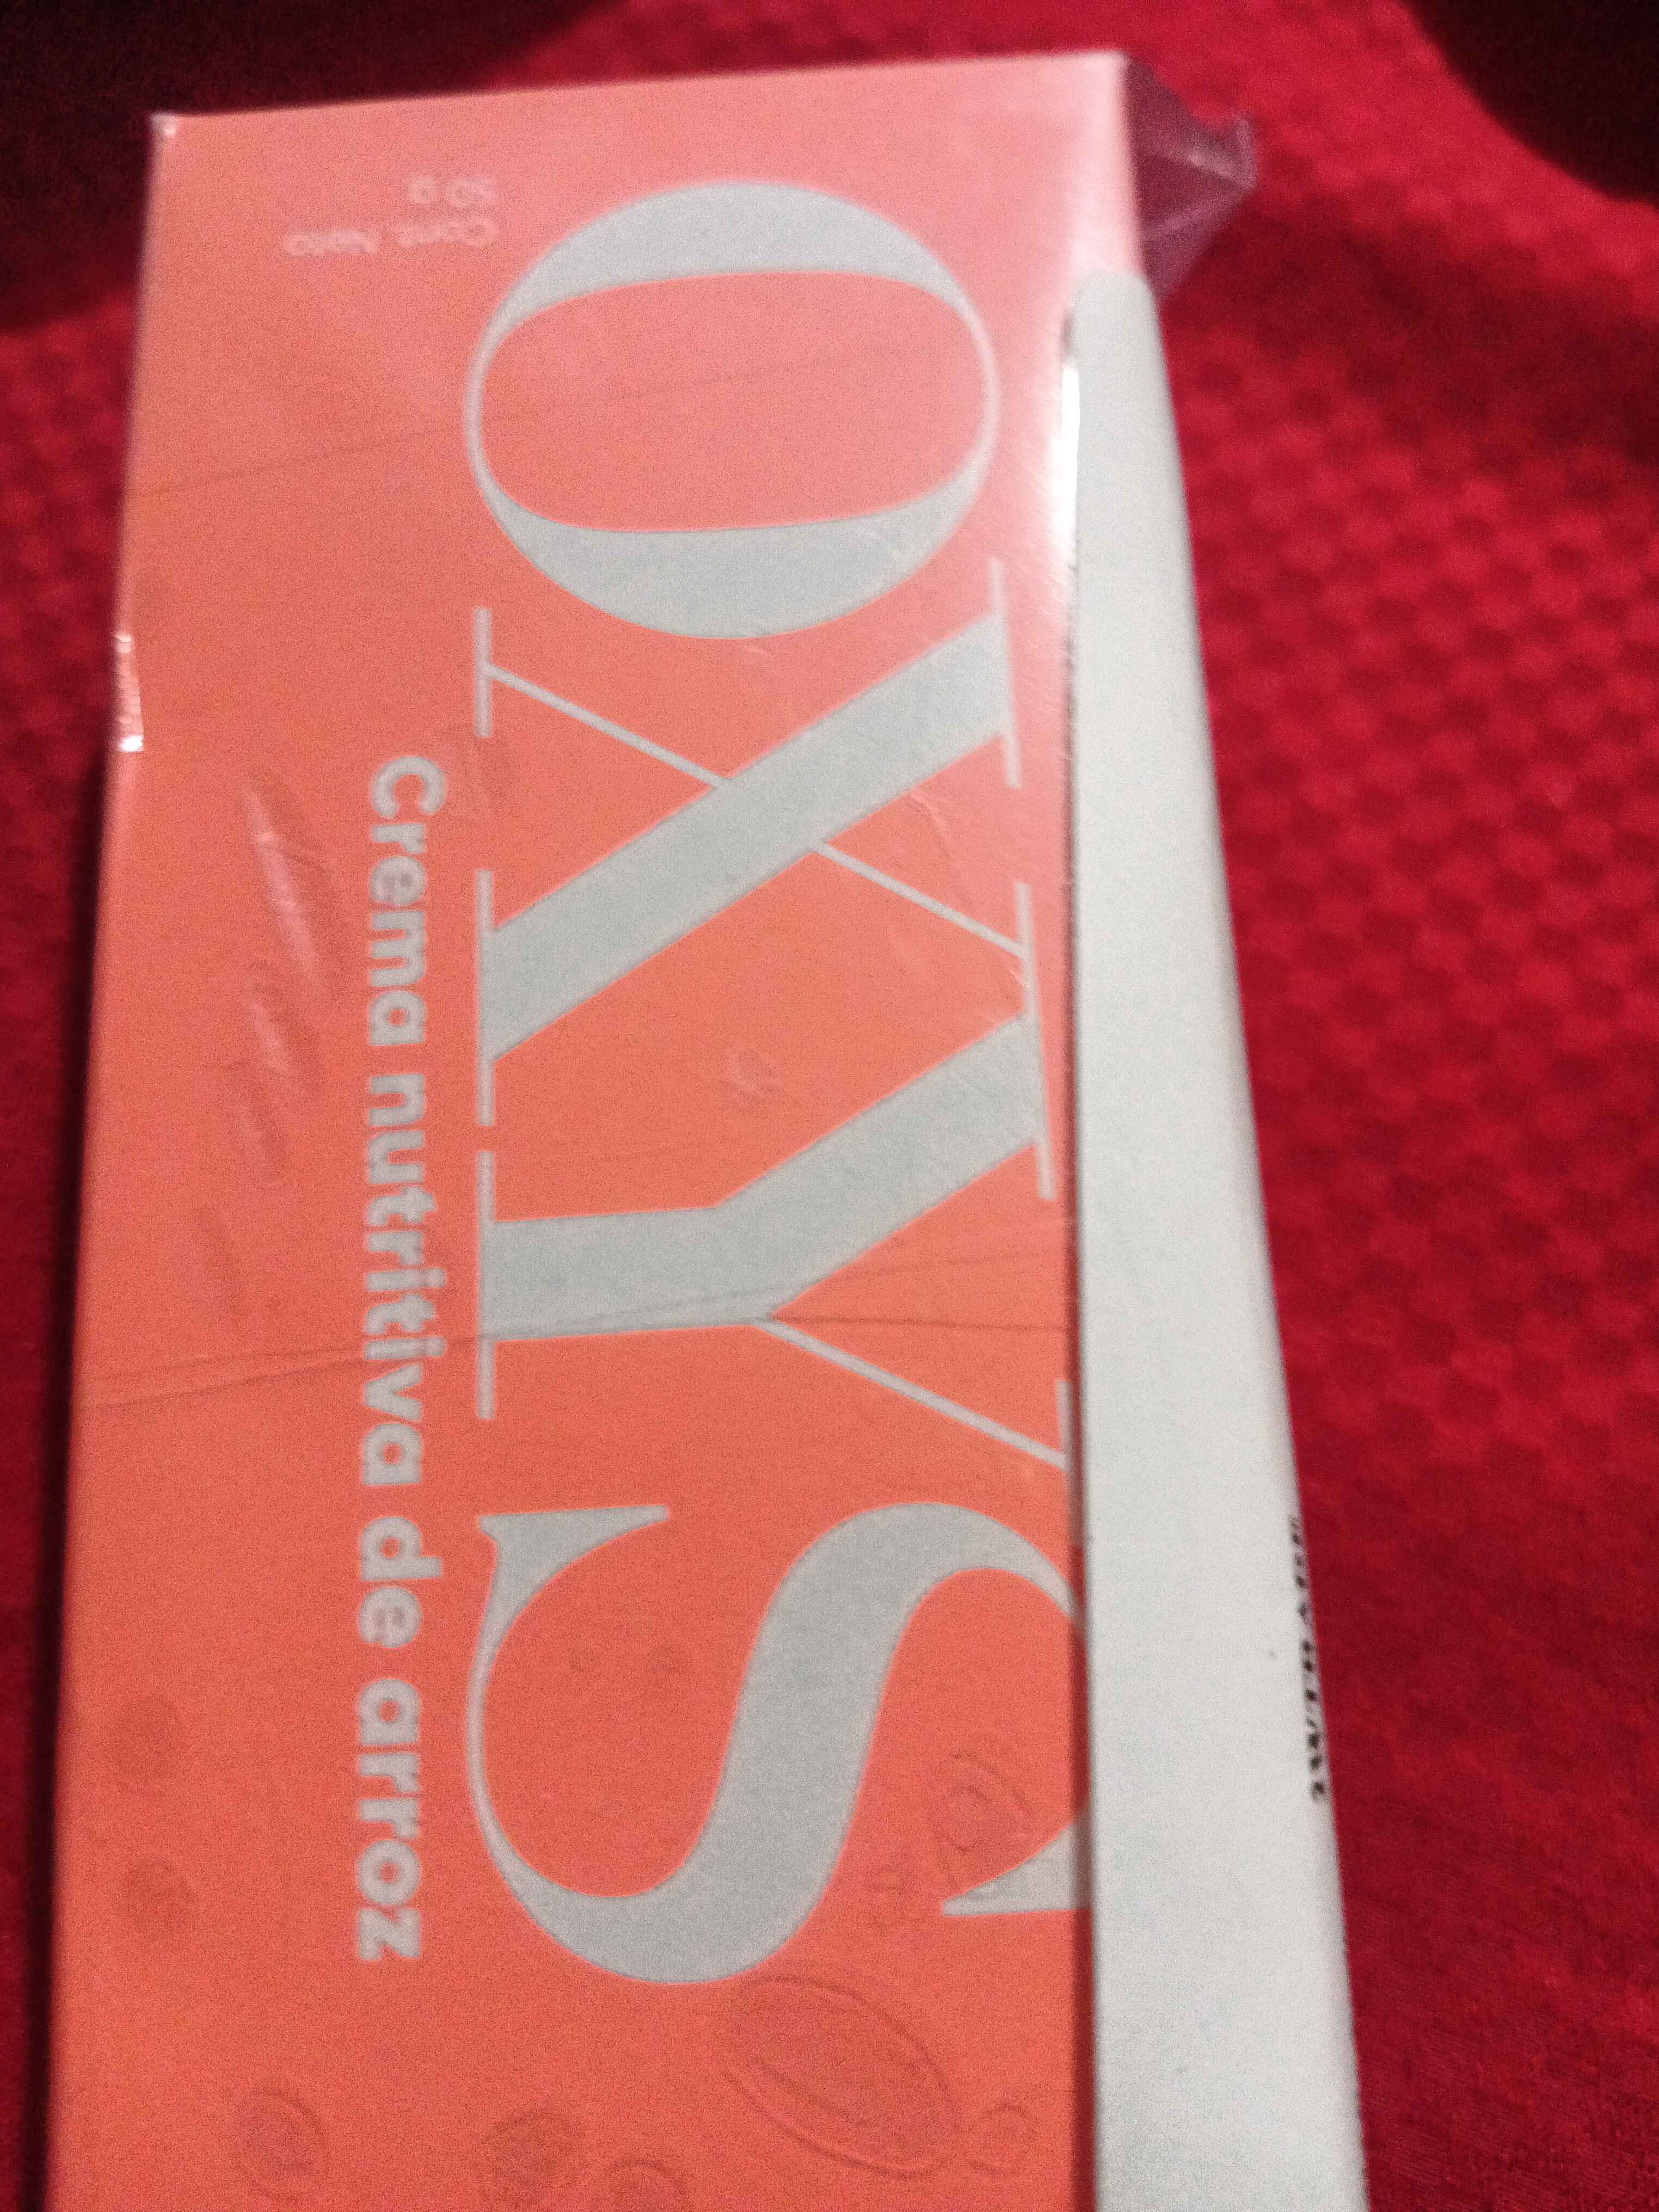 OXYS
Crema nutritiva de arroz
Cont. Neto
50 g